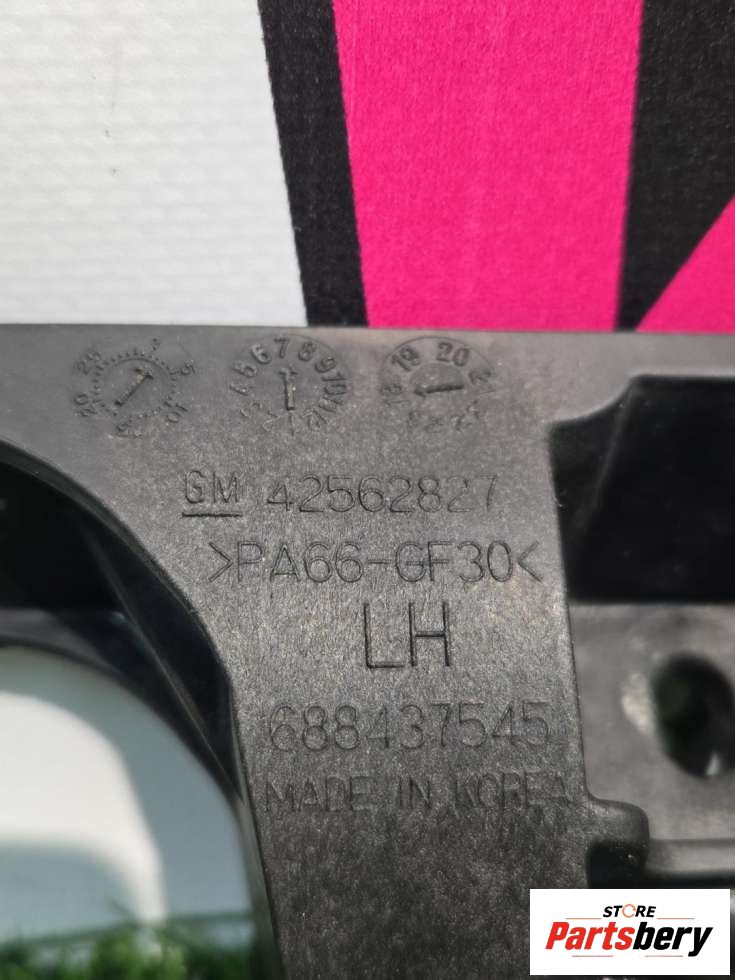 GM 42562827
>PA66-GF30<
LH
688437545
MADE IN KOREA
STORE
Partsbery